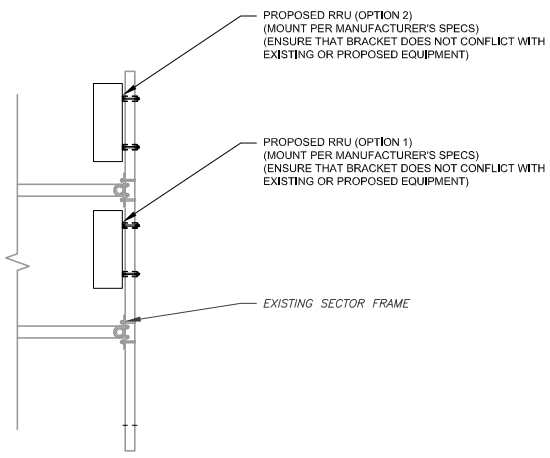 PROPOSED RRU (OPTION 2)
(MOUNT PER MANUFACTURER'S SPECS)
(ENSURE THAT BRACKET DOES NOT CONFLICT WITH
EXISTING OR PROPOSED EQUIPMENT)
PROPOSED RRU (OPTION 1)
(MOUNT PER MANUFACTURER'S SPECS)
(ENSURE THAT BRACKET DOES NOT CONFLICT WITH
EXISTING OR PROPOSED EQUIPMENT)
EXISTING SECTOR FRAME